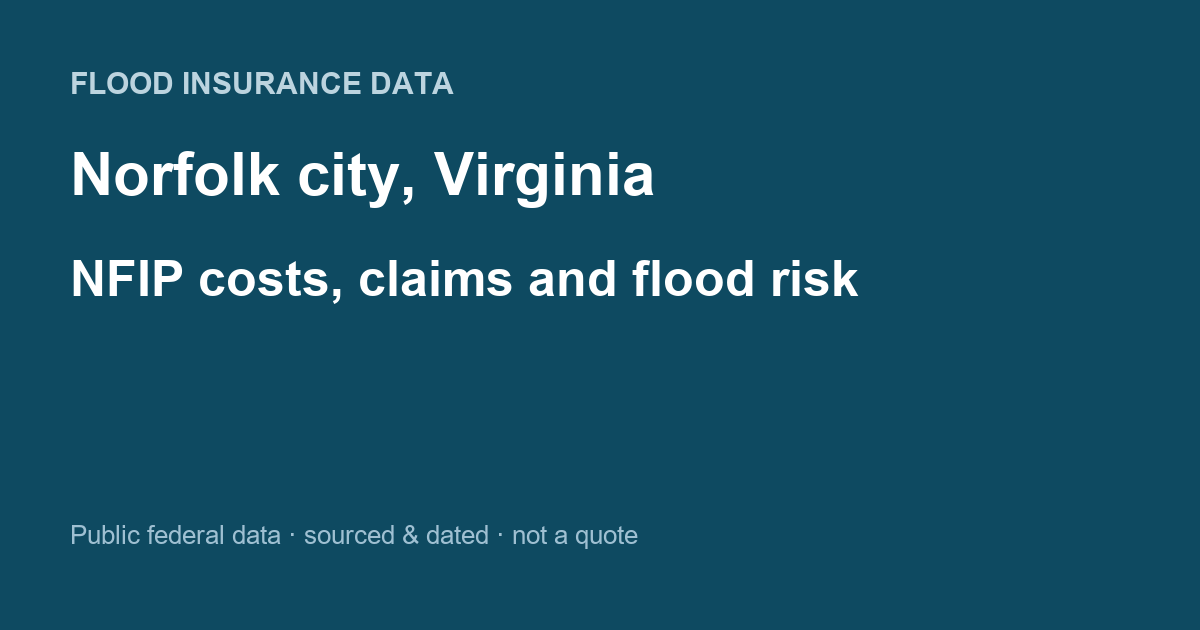 FLOOD INSURANCE DATA
Norfolk city, Virginia
NFIP costs, claims and flood risk
Public federal data · sourced & dated · not a quote